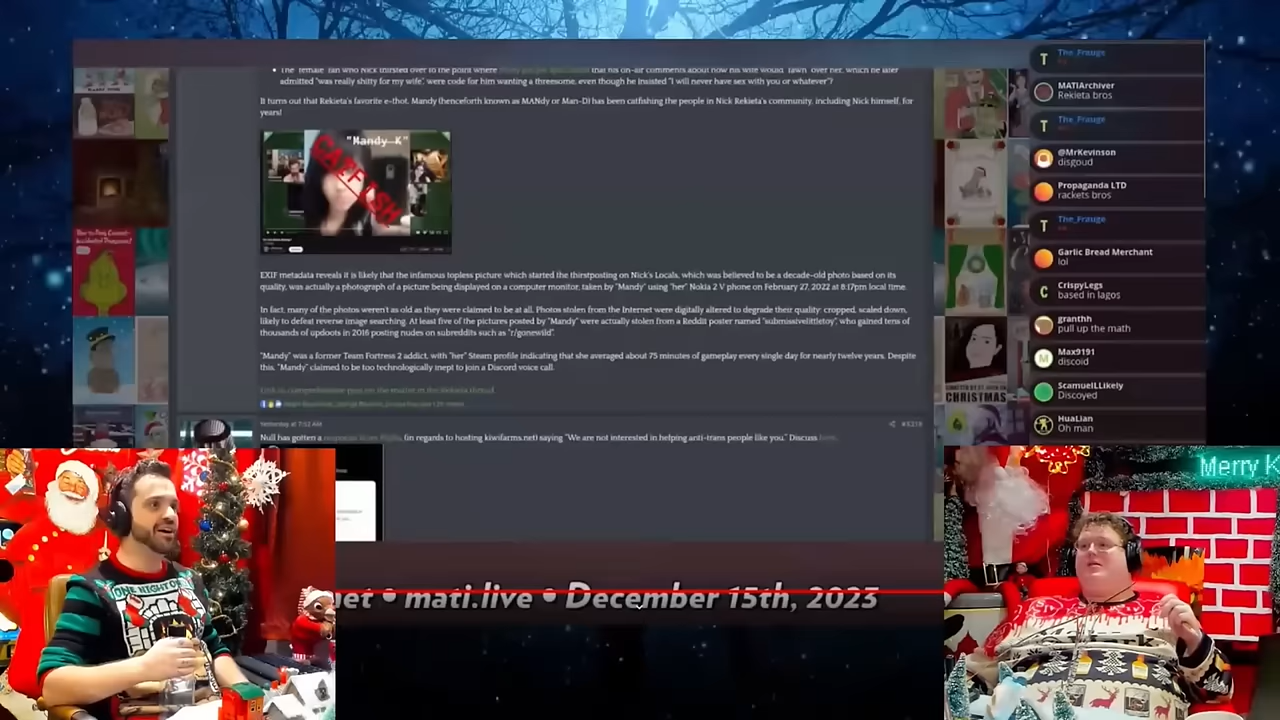 The "female" fan who Nick thirsted over to the point where that his on-air comments about how his wife would "fawn" over her, which he later
admitted "was really shitty for my wife", were code for him wanting a threesome, even though he insisted "I will never have sex with you or whatever"?
It turns out that Rekieta's favorite e-thot, Mandy (henceforth known as MANdy or Man-D) has been catfishing the people in Nick Rekieta's community, including Nick himself, for
years!
"Mandy K"
CATFISH
EXIF metadata reveals it is likely that the infamous topless picture which started the thirstposting on Nick's Locals, which was believed to be a decade-old photo based on its
quality, was actually a photograph of a picture being displayed on a computer monitor, taken by "Mandy" using "her" Nokia 2 V phone on February 27, 2022 at 8:17pm local time.
In fact, many of the photos weren't as old as they were claimed to be at all. Photos stolen from the Internet were digitally altered to degrade their quality: cropped, scaled down,
likely to defeat reverse image searching. At least five of the pictures posted by "Mandy" were actually stolen from a Reddit poster named "submissivelittletoy", who gained tens of
thousands of updoots in 2016 posting nudes on subreddits such as "r/gonewild".
"Mandy" was a former Team Fortress 2 addict, with "her" Steam profile indicating that she averaged about 75 minutes of gameplay every single day for nearly twelve years. Despite
this, "Mandy" claimed to be too technologically inept to join a Discord voice call.
Yesterday at 7:52 AM
#5219
Null has gotten a (in regards to hosting kiwifarms.net) saying "We are not interested in helping anti-trans people like you." Discuss
T The_Frauge
MATIArchiver
Rekieta bros
T The_Frauge
@MrKevinson
disgoud
Propaganda LTD
rackets bros
T The_Frauge
Garlic Bread Merchant
lol
C CrispyLegs
based in lagos
granthh
pull up the math
M Max9191
discoid
ScamuelLLikely
Discoyed
HuaLian
Oh man
CHRISTMAS
Merry K
ONE NIGHT
net • mati.live • December 15th, 2025